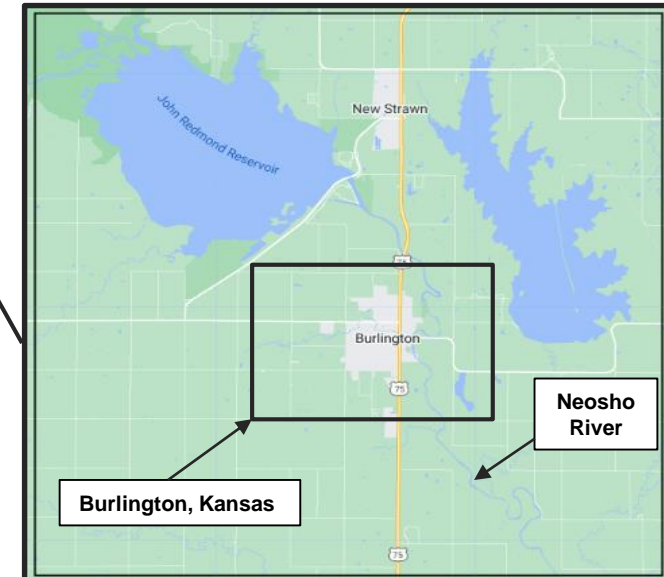 New Strawn
John Redmond Reservoir
75
Burlington
75
Neosho
River
Burlington, Kansas
75